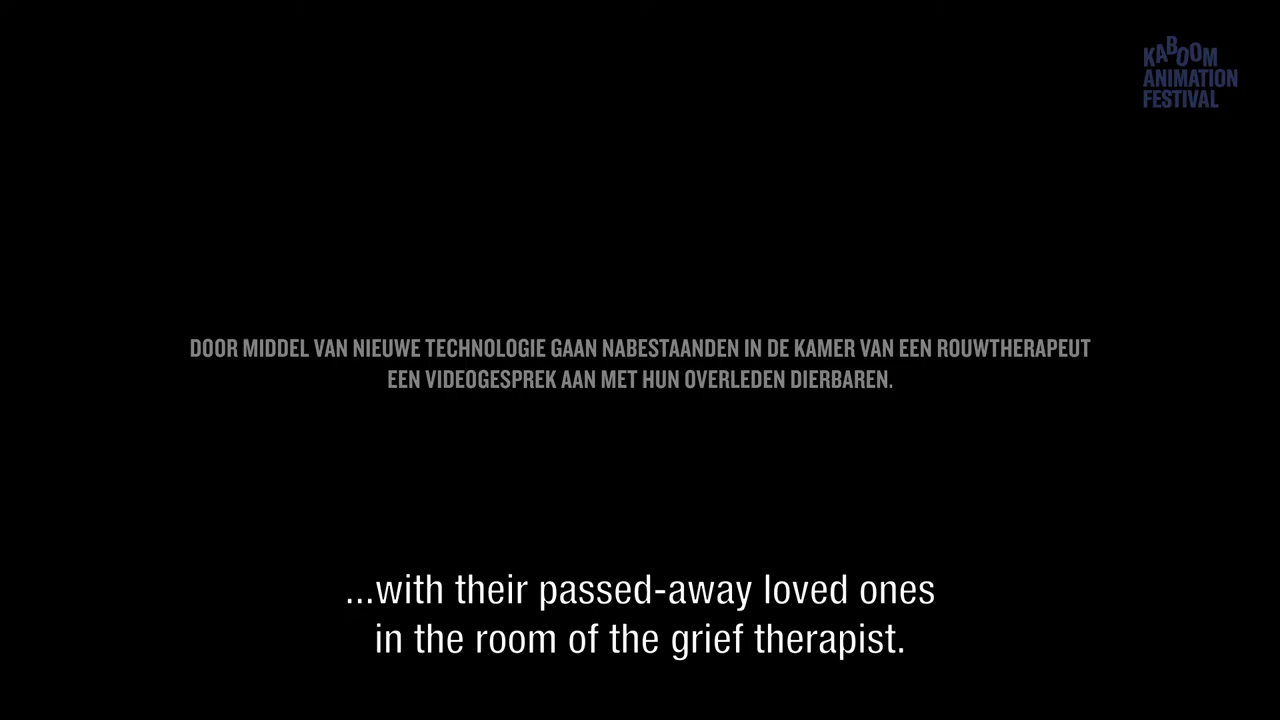 KABOOM
ANIMATION
FESTIVAL
DOOR MIDDEL VAN NIEUWE TECHNOLOGIE GAAN NABESTAANDEN IN DE KAMER VAN EEN ROUWTHERAPEUT
EEN VIDEOGESPREK AAN MET HUN OVERLEDEN DIERBAREN.
...with their passed-away loved ones
in the room of the grief therapist.